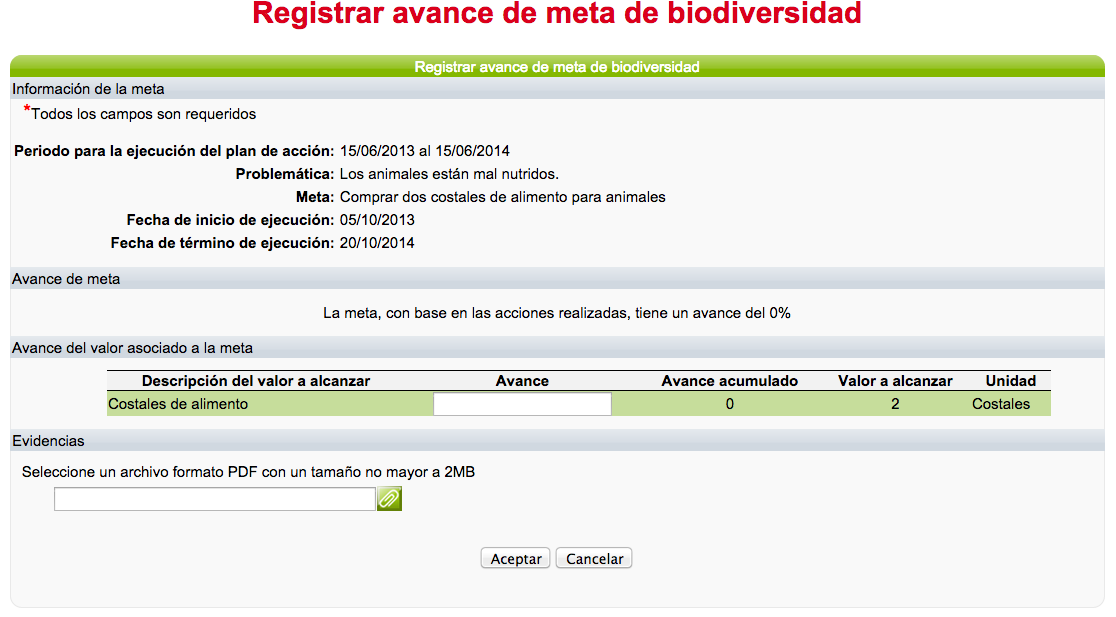 Registrar avance de meta de biodiversidad
Registrar avance de meta de biodiversidad
Información de la meta
*Todos los campos son requeridos
Periodo para la ejecución del plan de acción: 15/06/2013 al 15/06/2014
Problemática: Los animales están mal nutridos.
Meta: Comprar dos costales de alimento para animales
Fecha de inicio de ejecución: 05/10/2013
Fecha de término de ejecución: 20/10/2014
Avance de meta
La meta, con base en las acciones realizadas, tiene un avance del 0%
Avance del valor asociado a la meta
Descripción del valor a alcanzar Avance Avance acumulado Valor a alcanzar Unidad
Costales de alimento 0 2 Costales
Evidencias
Seleccione un archivo formato PDF con un tamaño no mayor a 2MB
Aceptar Cancelar